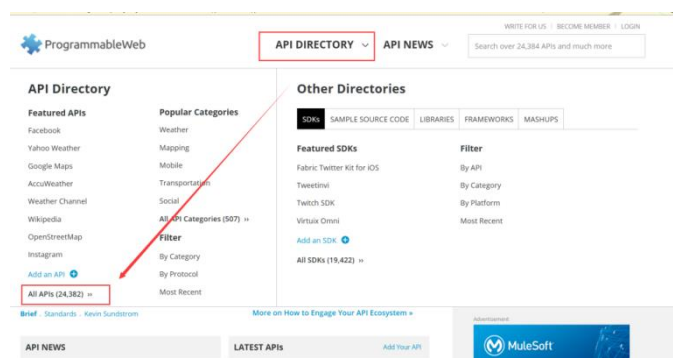 WRITE FOR US | BECOME MEMBER | LOGIN
ProgrammableWeb
API DIRECTORY
API NEWS
Search over 24,384 APIs and much more
API Directory
Featured APIs
Facebook
Yahoo Weather
Google Maps
AccuWeather
Weather Channel
Wikipedia
OpenStreetMap
Instagram
Add an API
All APIs (24,382) »
Popular Categories
Weather
Mapping
Mobile
Transportation
Social
All API Categories (507) »
Filter
By Category
By Protocol
Most Recent
Other Directories
SDKs SAMPLE SOURCE CODE LIBRARIES FRAMEWORKS MASHUPS
Featured SDKs
Fabric Twitter Kit for iOS
Tweetinvi
Twitch SDK
Virtuix Omni
Add an SDK
All SDKs (19,422) »
Filter
By API
By Category
By Platform
Most Recent
Brief . Standards . Kevin Sundstrom
More on How to Engage Your API Ecosystem »
Advertisement
API NEWS
LATEST APIs
Add Your API
MuleSoft